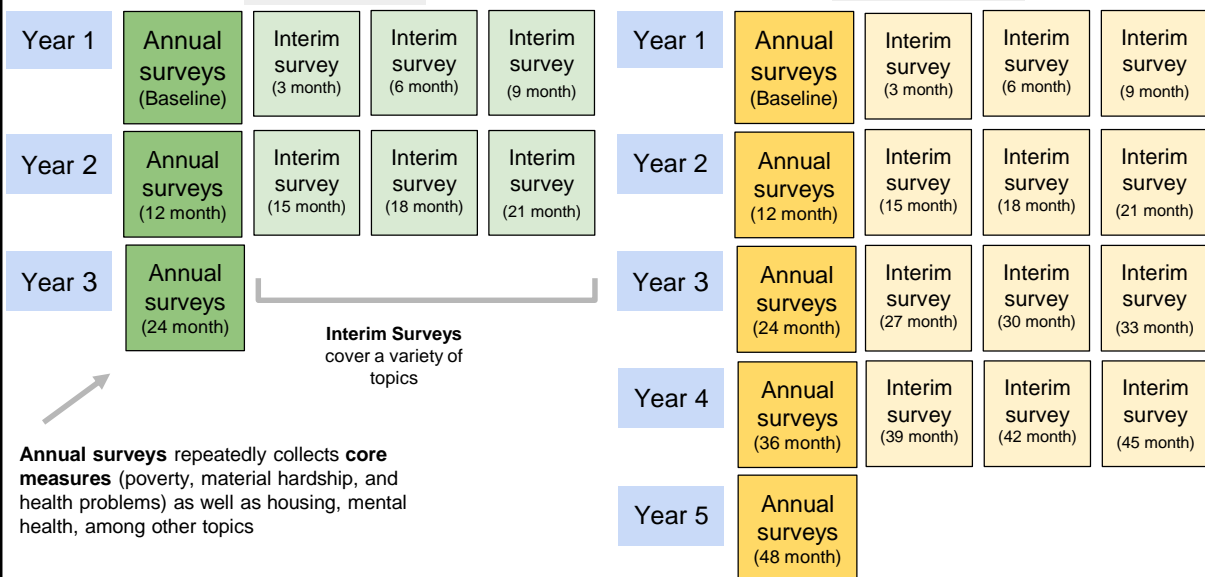 Year 1
Annual
surveys
(Baseline)
Interim
survey
(3 month)
Interim
survey
(6 month)
Interim
survey
(9 month)
Year 2
Annual
surveys
(12 month)
Interim
survey
(15 month)
Interim
survey
(18 month)
Interim
survey
(21 month)
Year 3
Annual
surveys
(24 month)
Interim Surveys
cover a variety of
topics
Annual surveys repeatedly collects core
measures (poverty, material hardship, and
health problems) as well as housing, mental
health, among other topics
Year 1
Annual
surveys
(Baseline)
Interim
survey
(3 month)
Interim
survey
(6 month)
Interim
survey
(9 month)
Year 2
Annual
surveys
(12 month)
Interim
survey
(15 month)
Interim
survey
(18 month)
Interim
survey
(21 month)
Year 3
Annual
surveys
(24 month)
Interim
survey
(27 month)
Interim
survey
(30 month)
Interim
survey
(33 month)
Year 4
Annual
surveys
(36 month)
Interim
survey
(39 month)
Interim
survey
(42 month)
Interim
survey
(45 month)
Year 5
Annual
surveys
(48 month)